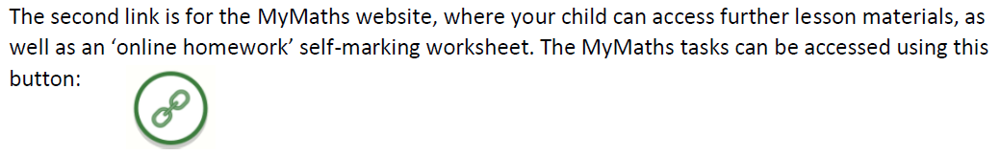 The second link is for the MyMaths website, where your child can access further lesson materials, as
well as an ‘online homework’ self-marking worksheet. The MyMaths tasks can be accessed using this
button: